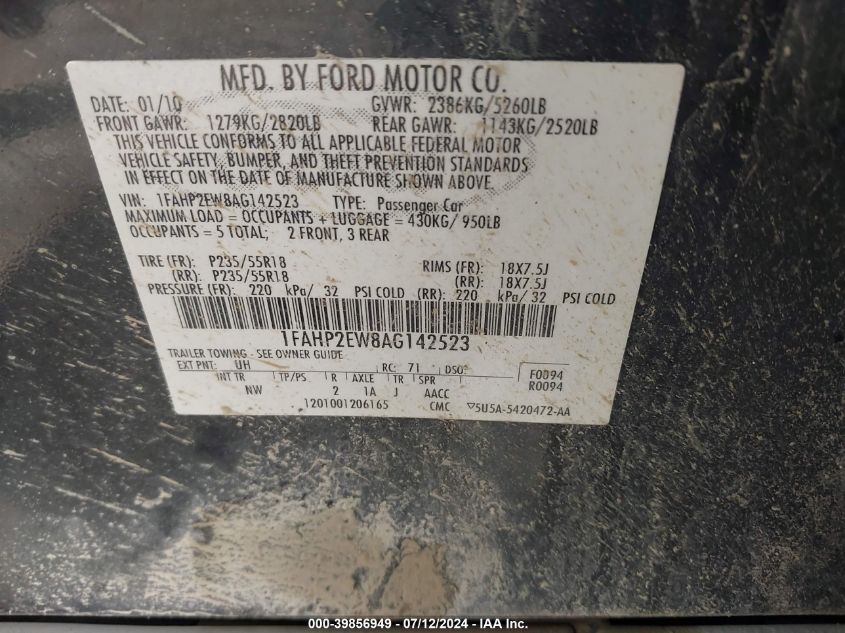 MFD. BY FORD MOTOR CO.
DATE: 01/10 GVWR: 2386KG/5260LB
FRONT GAWR: 1279KG/2820LB REAR GAWR: 1143KG/2520LB
THIS VEHICLE CONFORMS TO ALL APPLICABLE FEDERAL MOTOR
VEHICLE SAFETY, BUMPER, AND THEFT PREVENTION STANDARDS
IN EFFECT ON THE DATE OF MANUFACTURE SHOWN ABOVE
VIN: 1FAHP2EW8AG142523 TYPE: Passenger Car
MAXIMUM LOAD = OCCUPANTS + LUGGAGE = 430KG/ 950LB
OCCUPANTS = 5 TOTAL; 2 FRONT, 3 REAR
TIRE (FR): P235/55R18 RIMS (FR): 18X7.5J
(RR): P235/55R18 (RR): 18X7.5J
PRESSURE (FR): 220 kPa/ 32 PSI COLD (RR): 220 kPa/ 32 PSI COLD
1FAHP2EW8AG142523
TRAILER TOWING - SEE OWNER GUIDE
EXT PNT: UH RC: 71 DSO: F0094
INT TR TP/PS R AXLE TR SPR R0094
NW 2 1A J AACC
1201001206165 CMC ▽5U5A-5420472-AA
000-39856949 - 07/12/2024 - IAA Inc.